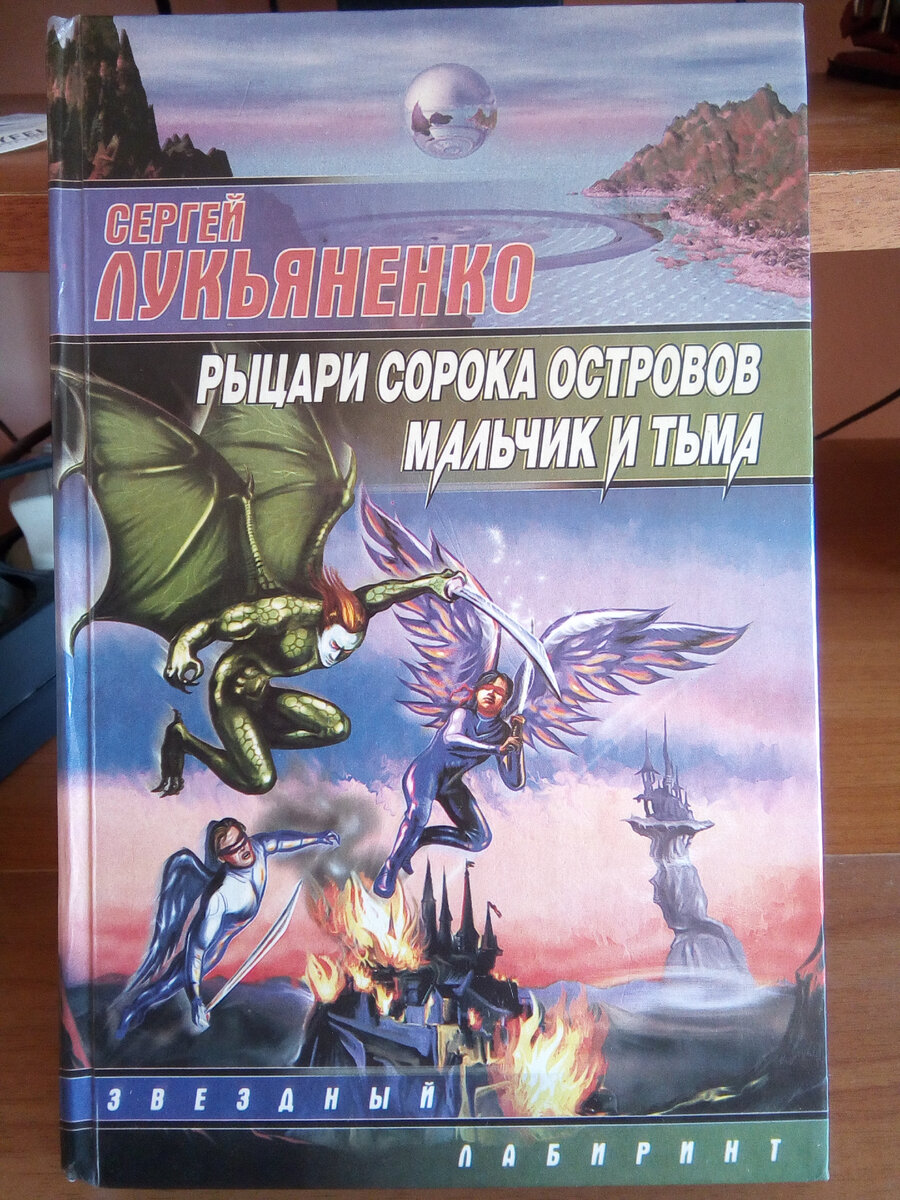 СЕРГЕЙ
ЛУКЬЯНЕНКО
РЫЦАРИ СОРОКА ОСТРОВОВ
МАЛЬЧИК И ТЬМА
ЗВЕЗДНЫЙ
ЛАБИРИНТ